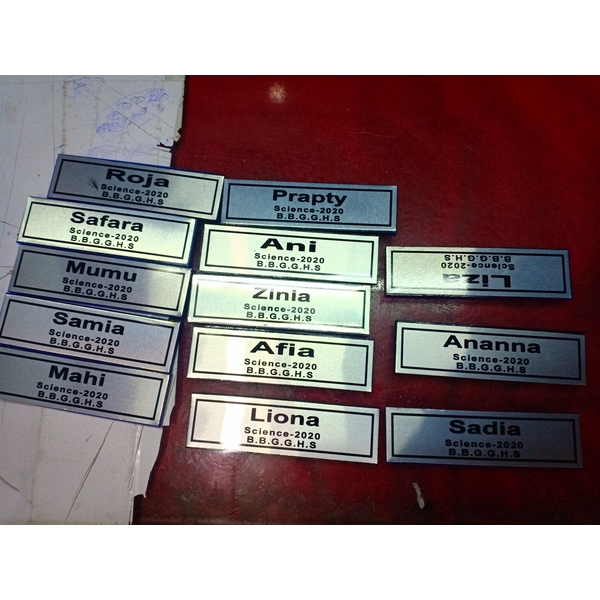 Roja
Science-2020
B.B.G.G.H.S
Safara
Science-2020
B.B.G.G.H.S
Mumu
Science-2020
B.B.G.G.H.S
Samia
Science-2020
B.B.G.G.H.S
Mahi
Science-2020
B.B.G.G.H.S
Prapty
Science-2020
B.B.G.G.H.S
Ani
Science-2020
B.B.G.G.H.S
Zinia
Science-2020
B.B.G.G.H.S
Afia
Science-2020
B.B.G.G.H.S
Liona
Science-2020
B.B.G.G.H.S
Liza
Science-2020
B.B.G.G.H.S
Ananna
Science-2020
B.B.G.G.H.S
Sadia
Science-2020
B.B.G.G.H.S